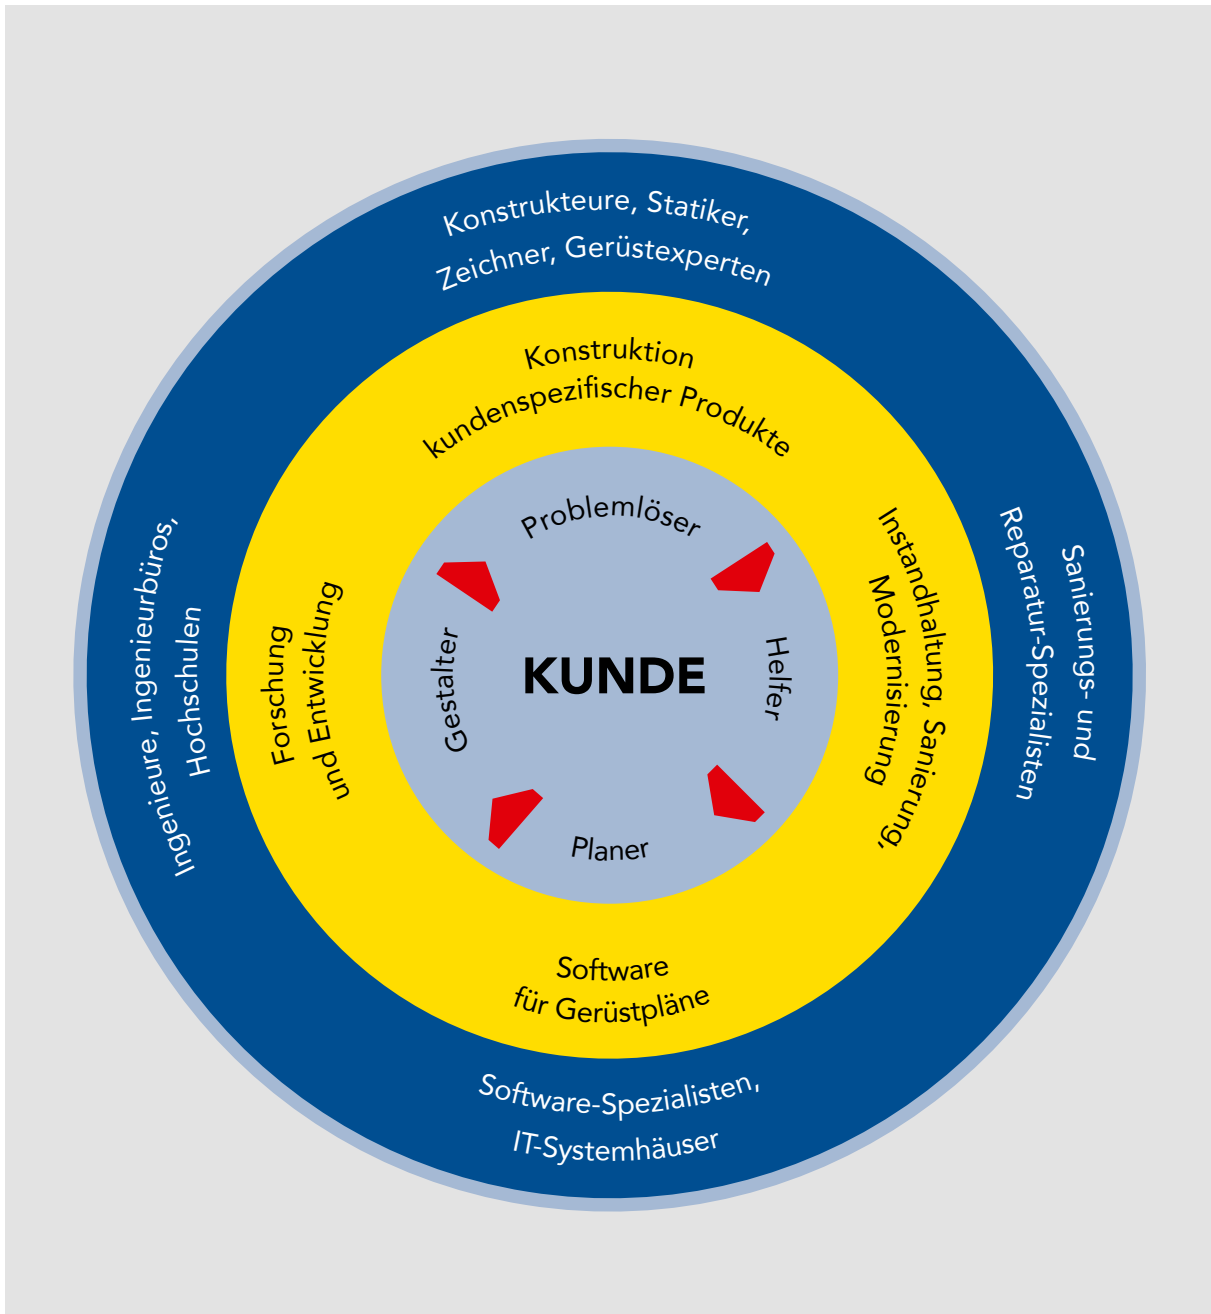 Konstrukteure, Statiker,
Zeichner, Gerüstexperten
Konstruktion
kundenspezifischer Produkte
Problemlöser
Ingenieure, Ingenieurbüros,
Hochschulen
Forschung
und Entwicklung
Gestalter
KUNDE
Helfer
Instandhaltung, Sanierung,
Modernisierung
Sanierungs- und
Reparatur-Spezialisten
Planer
Software
für Gerüstpläne
Software-Spezialisten,
IT-Systemhäuser